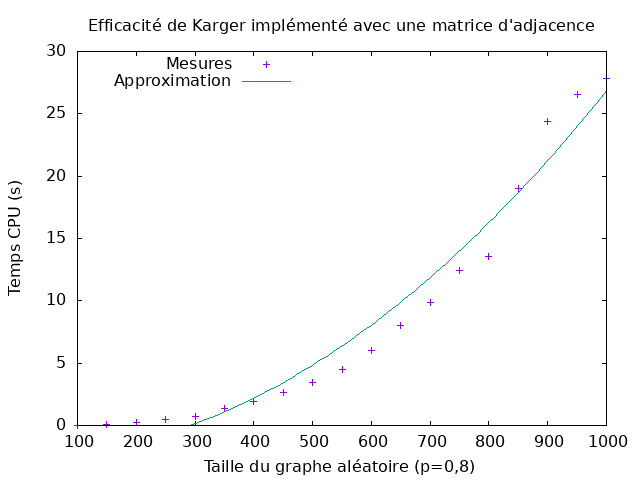 Efficacité de Karger implémenté avec une matrice d'adjacence
30
25
20
15
10
5
0
Mesures
Approximation
Temps CPU (s)
100 200 300 400 500 600 700 800 900 1000
Taille du graphe aléatoire (p=0,8)